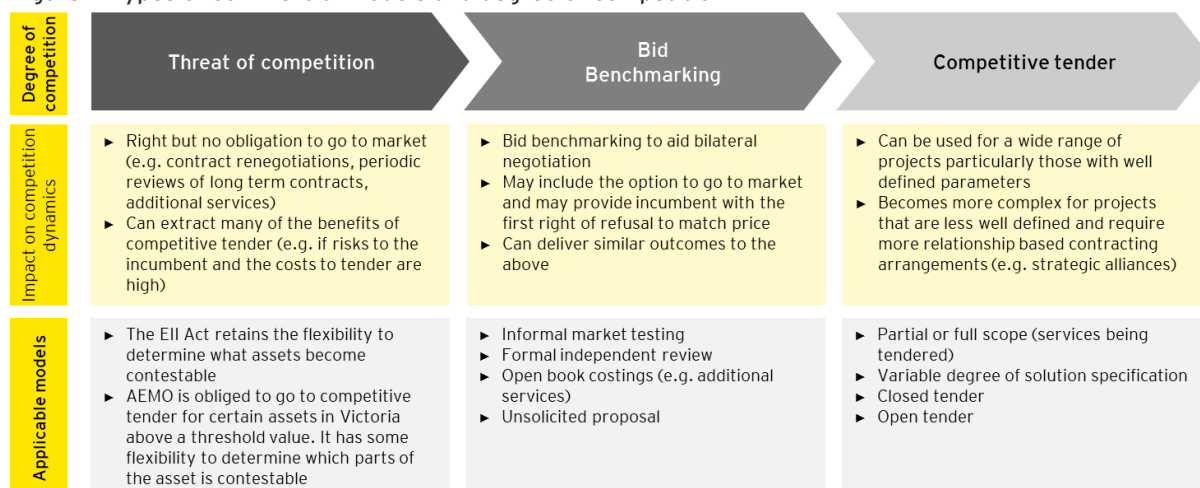 Degree of
competition
Threat of competition
Bid
Benchmarking
Competitive tender
Impact on competition
dynamics
► Right but no obligation to go to market
(e.g. contract renegotiations, periodic
reviews of long term contracts,
additional services)
► Can extract many of the benefits of
competitive tender (e.g. if risks to the
incumbent and the costs to tender are
high)
► Bid benchmarking to aid bilateral
negotiation
► May include the option to go to market
and may provide incumbent with the
first right of refusal to match price
► Can deliver similar outcomes to the
above
► Can be used for a wide range of
projects particularly those with well
defined parameters
► Becomes more complex for projects
that are less well defined and require
more relationship based contracting
arrangements (e.g. strategic alliances)
Applicable models
► The EII Act retains the flexibility to
determine what assets become
contestable
► AEMO is obliged to go to competitive
tender for certain assets in Victoria
above a threshold value. It has some
flexibility to determine which parts of
the asset is contestable
► Informal market testing
► Formal independent review
► Open book costings (e.g. additional
services)
► Unsolicited proposal
► Partial or full scope (services being
tendered)
► Variable degree of solution specification
► Closed tender
► Open tender